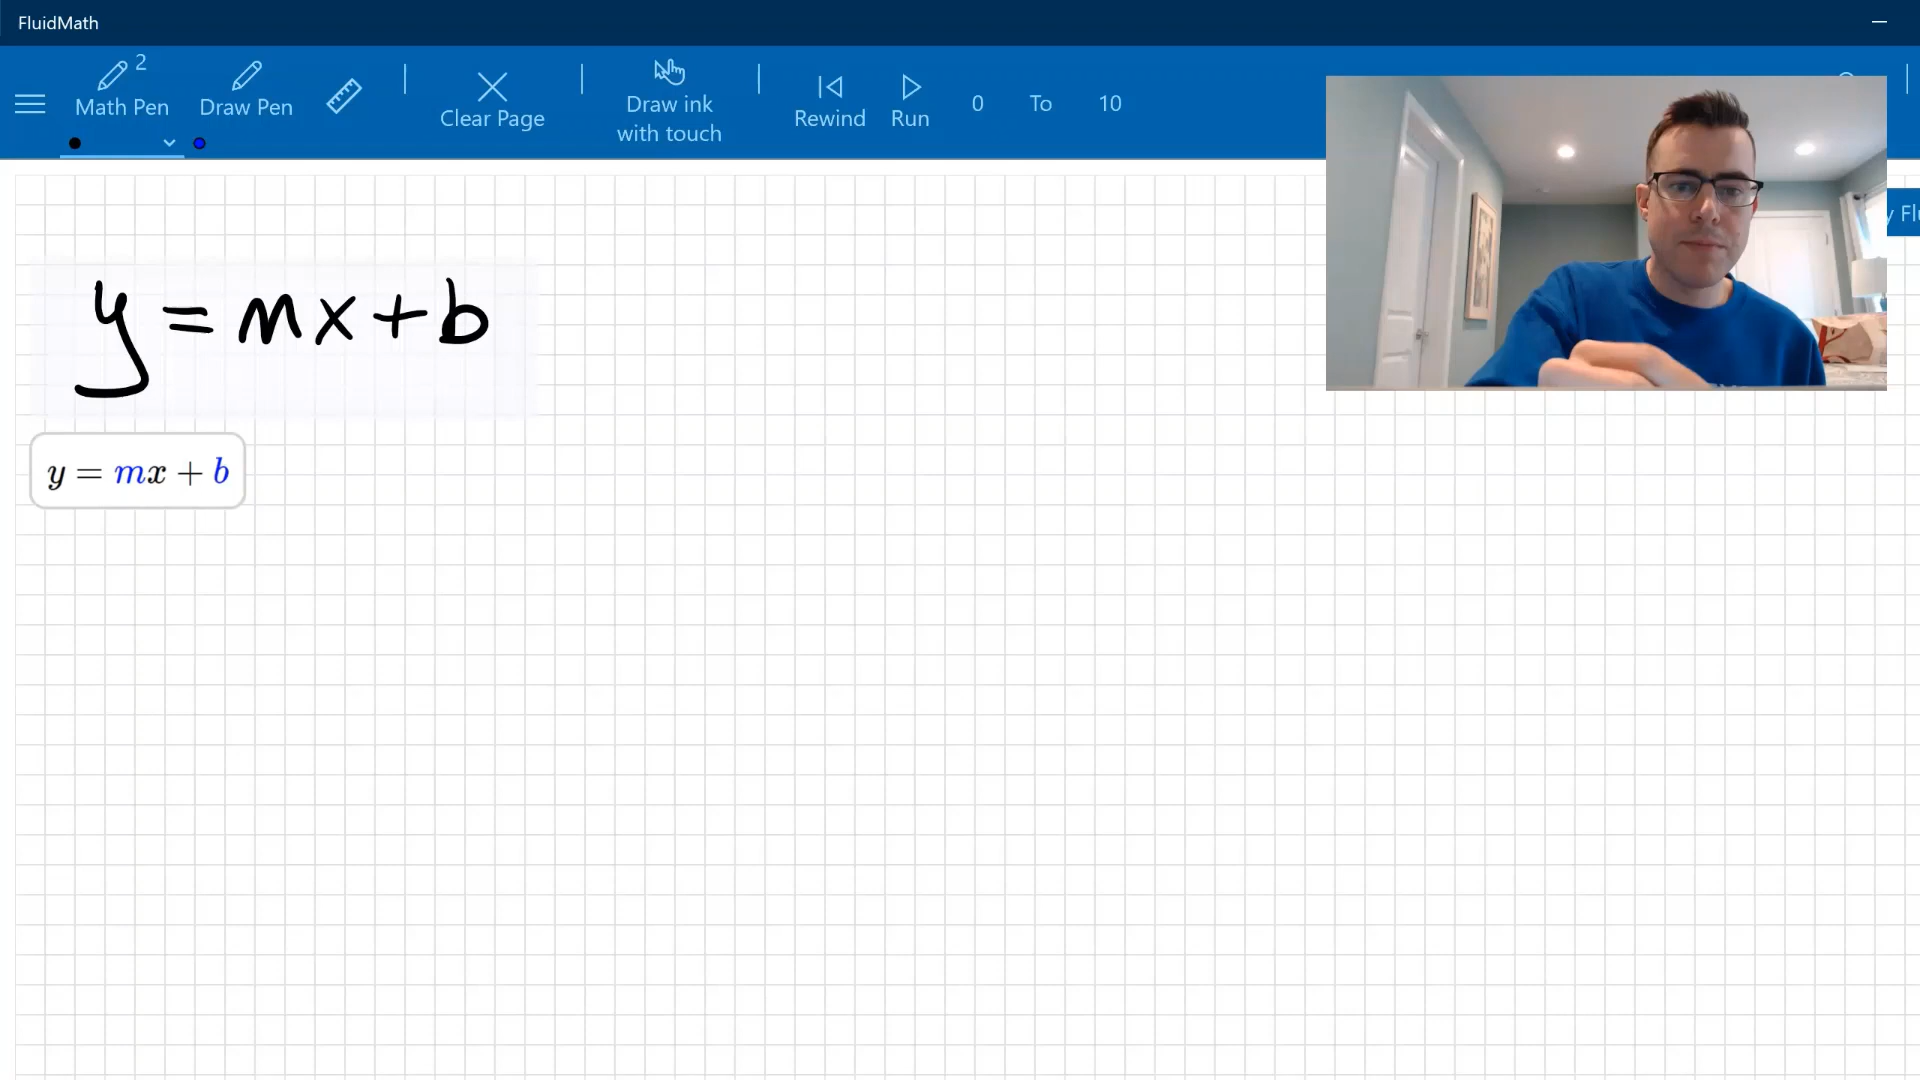 FluidMath
2
Math Pen
Draw Pen
Clear Page
Draw ink
with touch
Rewind
Run
0 To 10
y = mx + b
y = mx + b